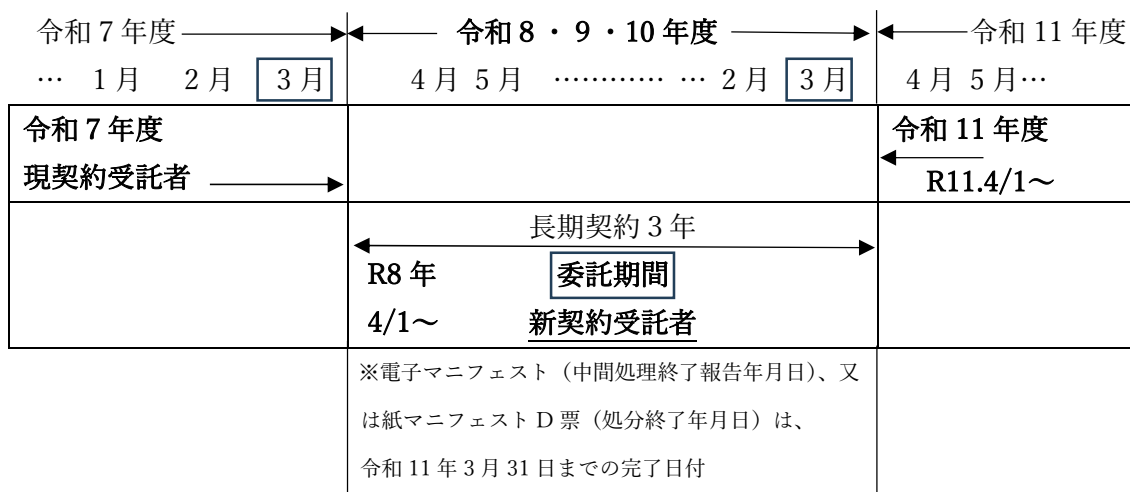 令和7年度 令和8・9・10年度 令和11年度
… 1月 2月 3月 4月 5月 ………… … 2月 3月 4月 5月…
令和7年度
現契約受託者
令和11年度
R11.4/1～
長期契約3年
R8年 委託期間
4/1～ 新契約受託者
※電子マニフェスト（中間処理終了報告年月日）、又
は紙マニフェストD票（処分終了年月日）は、
令和11年3月31日までの完了日付